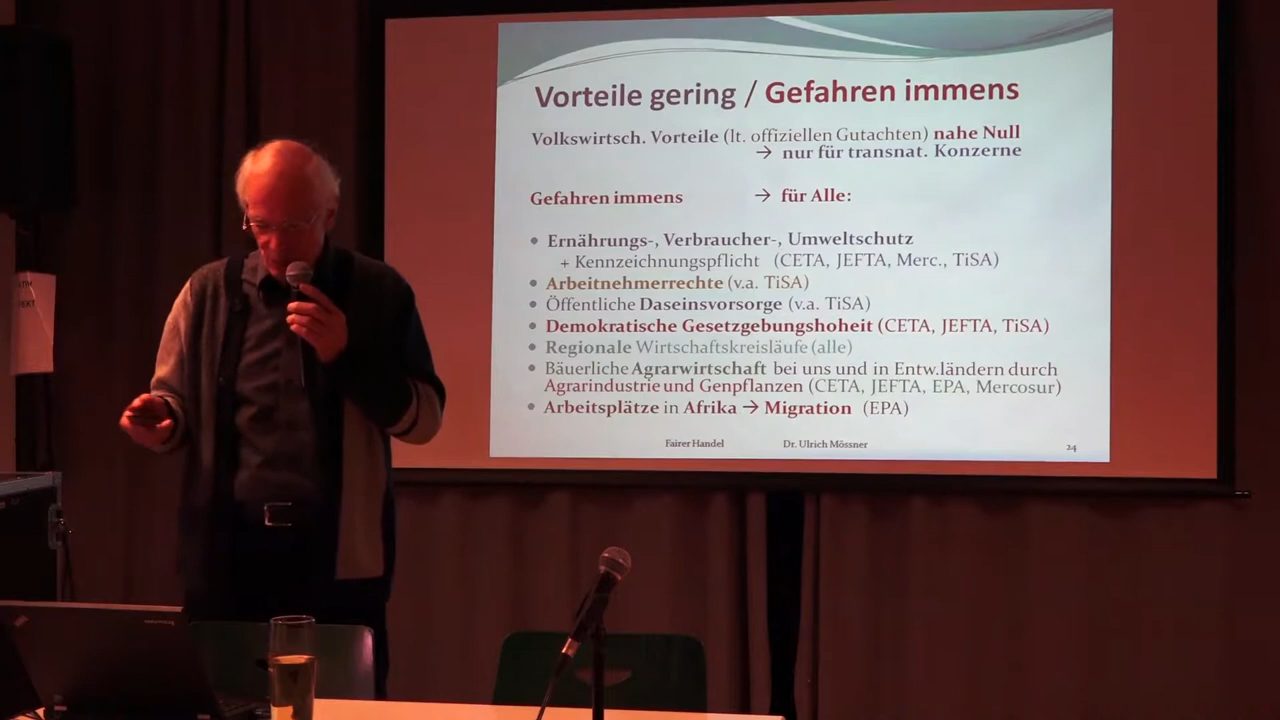 Vorteile gering / Gefahren immens
Volkswirtsch. Vorteile (lt. offiziellen Gutachten) nahe Null
→ nur für transnat. Konzerne
Gefahren immens → für Alle:
• Ernährungs-, Verbraucher-, Umweltschutz
+ Kennzeichnungspflicht (CETA, JEFTA, Merc., TiSA)
• Arbeitnehmerrechte (v.a. TiSA)
• Öffentliche Daseinsvorsorge (v.a. TiSA)
• Demokratische Gesetzgebungshoheit (CETA, JEFTA, TiSA)
• Regionale Wirtschaftskreisläufe (alle)
• Bäuerliche Agrarwirtschaft bei uns und in Entw.ländern durch
Agrarindustrie und Genpflanzen (CETA, JEFTA, EPA, Mercosur)
• Arbeitsplätze in Afrika → Migration (EPA)
Fairer Handel Dr. Ulrich Mössner 24